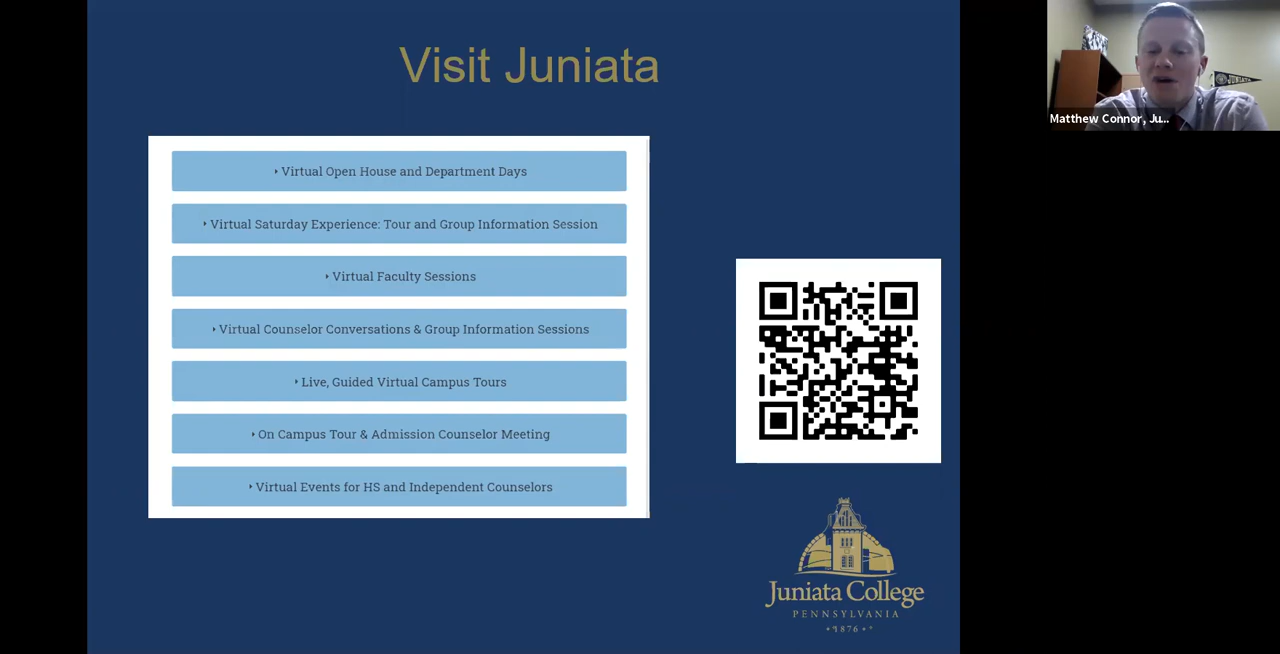 Visit Juniata
Virtual Open House and Department Days
Virtual Saturday Experience: Tour and Group Information Session
Virtual Faculty Sessions
Virtual Counselor Conversations & Group Information Sessions
Live, Guided Virtual Campus Tours
On Campus Tour & Admission Counselor Meeting
Virtual Events for HS and Independent Counselors
Juniata College
PENNSYLVANIA
1876
Matthew Connor, Ju...
JUNIATA